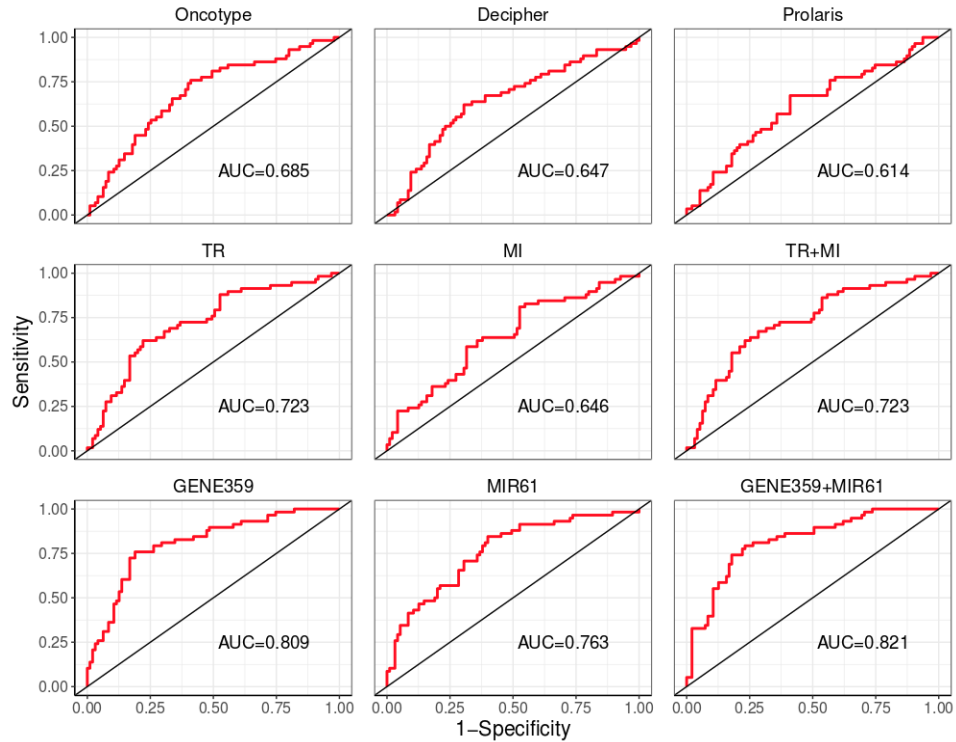 Oncotype
Decipher
Prolaris
1.00
0.75
0.50
0.25
0.00
AUC=0.685
AUC=0.647
AUC=0.614
TR
MI
TR+MI
1.00
0.75
0.50
0.25
0.00
AUC=0.723
AUC=0.646
AUC=0.723
Sensitivity
GENE359
MIR61
GENE359+MIR61
1.00
0.75
0.50
0.25
0.00
AUC=0.809
AUC=0.763
AUC=0.821
0.00 0.25 0.50 0.75 1.00
0.00 0.25 0.50 0.75 1.00
0.00 0.25 0.50 0.75 1.00
1−Specificity